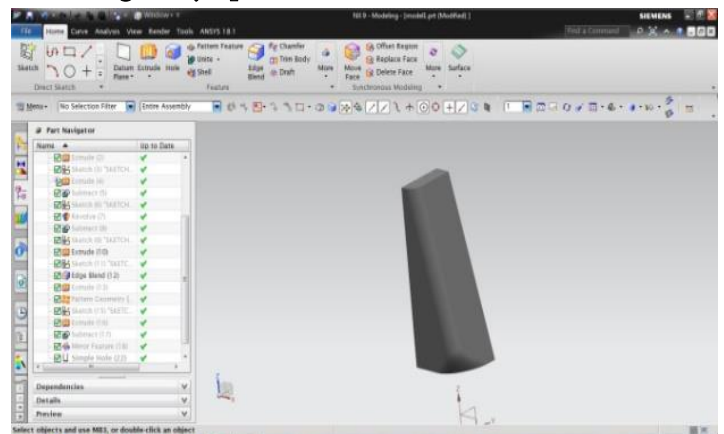 Window
NX 9 - Modeling - [model1.prt (Modified) ]
SIEMENS
File Home Curve Analysis View Render Tools ANSYS 18.1
Find a Command
Sketch
Datum Plane
Extrude
Hole
Pattern Feature
Unite
Shell
Edge Blend
Chamfer
Trim Body
Draft
More
Move Face
Offset Region
Replace Face
Delete Face
More
Surface
Direct Sketch
Feature
Synchronous Modeling
Menu
No Selection Filter
Entire Assembly
Part Navigator
Name
Up to Date
Extrude (2)
Sketch (3) "SKETCH...
Extrude (4)
Subtract (5)
Sketch (6) "SKETCH...
Revolve (7)
Subtract (8)
Sketch (9) "SKETCH...
Extrude (10)
Sketch (11) "SKETC...
Edge Blend (12)
Extrude (13)
Pattern Geometry [...
Sketch (15) "SKETC...
Extrude (16)
Subtract (17)
Mirror Feature (18)
Simple Hole (22)
Dependencies
Details
Preview
Select objects and use MB3, or double-click an object